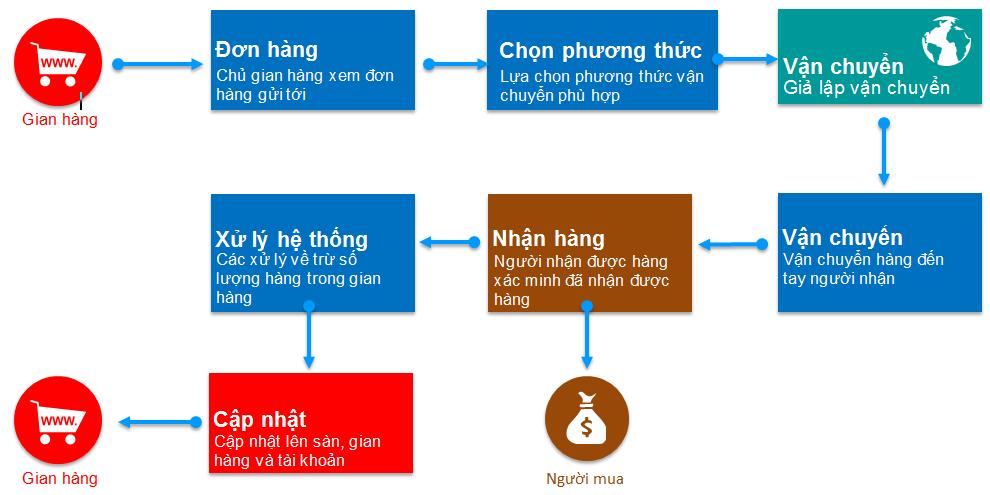 WWW.
Gian hàng
Đơn hàng
Chủ gian hàng xem đơn
hàng gửi tới
Chọn phương thức
Lựa chọn phương thức vận
chuyển phù hợp
Vận chuyển
Giả lập vận chuyển
Xử lý hệ thống
Các xử lý về trừ số
lượng hàng trong gian
hàng
Nhận hàng
Người nhận được hàng
xác minh đã nhận được
hàng
Vận chuyển
Vận chuyển hàng đến
tay người nhận
WWW.
Gian hàng
Cập nhật
Cập nhật lên sàn, gian
hàng và tài khoản
$
Người mua